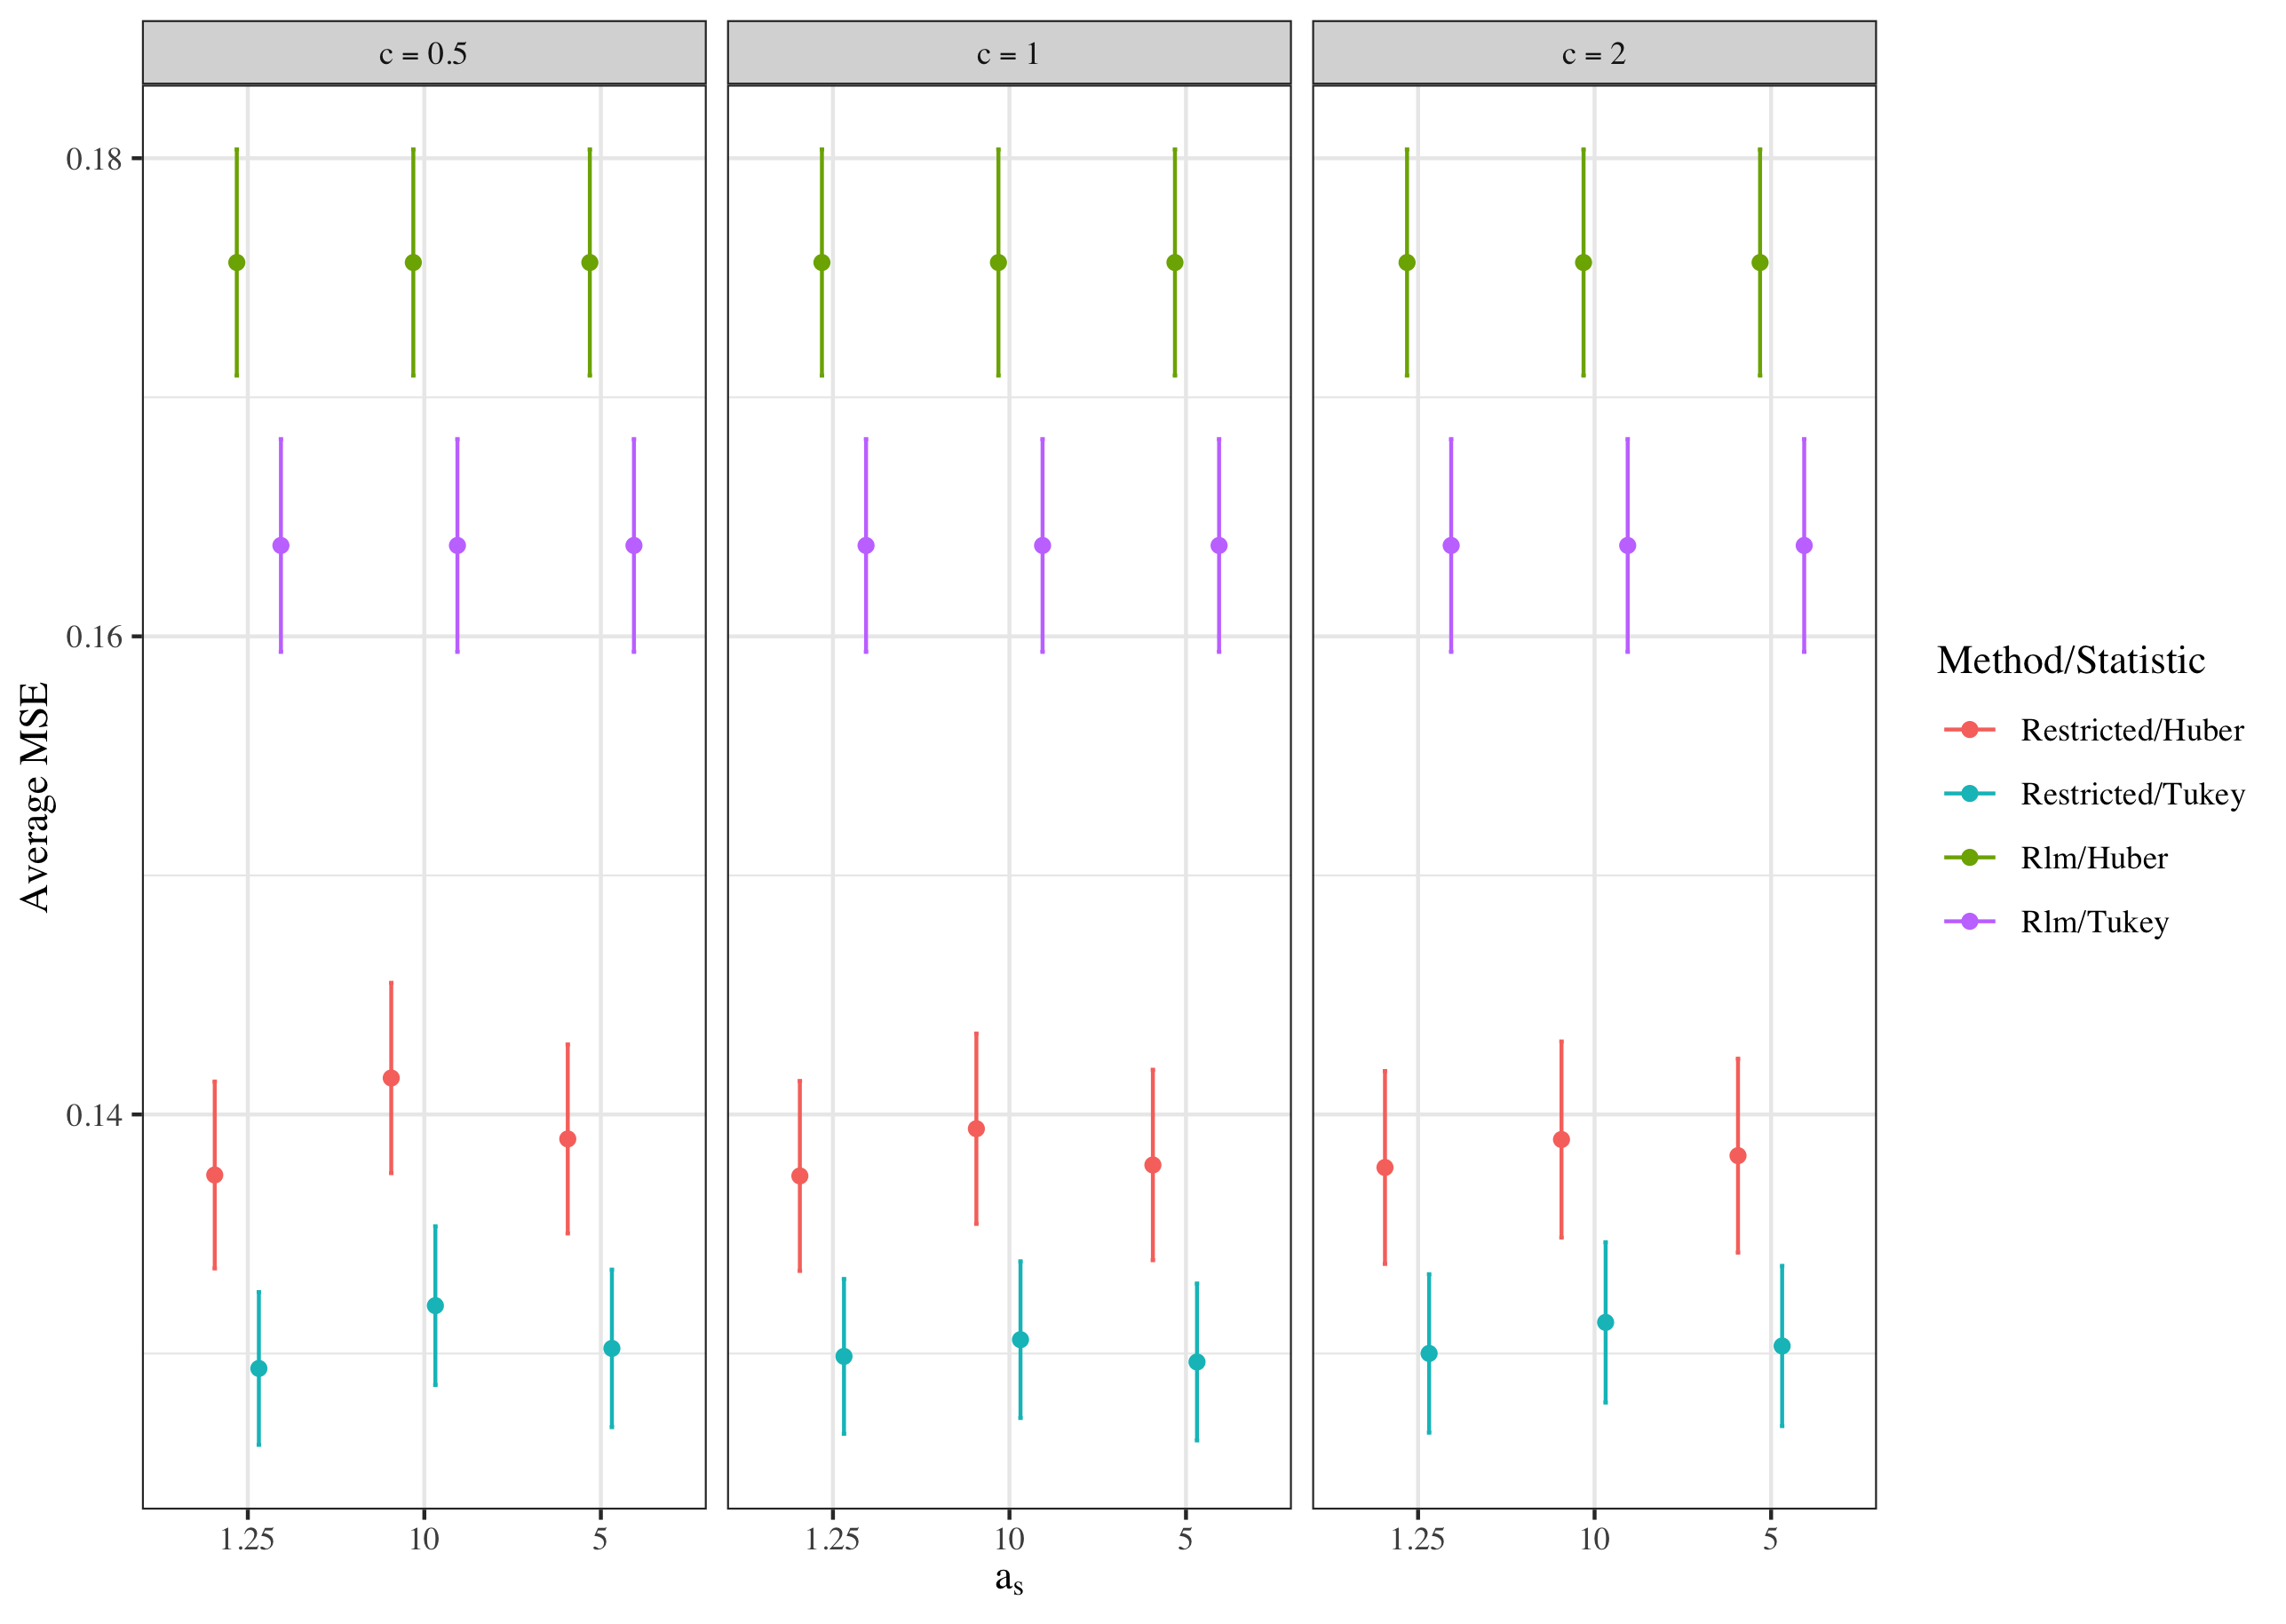 c = 0.5
c = 1
c = 2
0.18
0.16
0.14
Average MSE
1.25
10
5
1.25
10
5
1.25
10
5
as
Method/Statistic
Restricted/Huber
Restricted/Tukey
Rlm/Huber
Rlm/Tukey